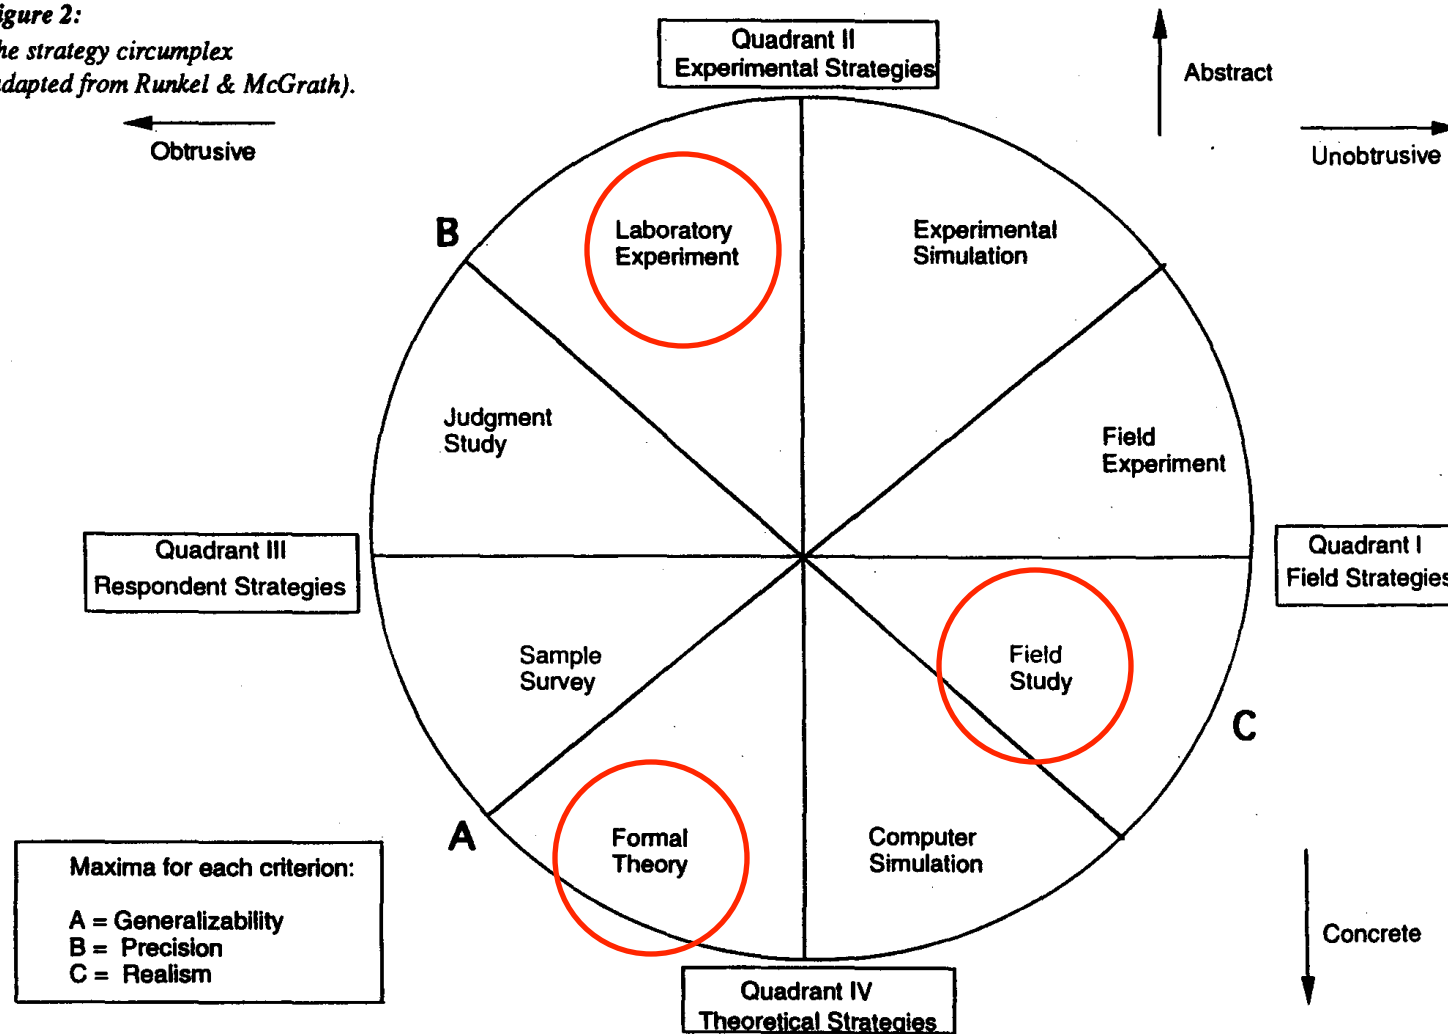 igure 2:
he strategy circumplex
dapted from Runkel & McGrath).
Obtrusive
Quadrant II
Experimental Strategies
Abstract
Unobtrusive
B
Laboratory
Experiment
Experimental
Simulation
Judgment
Study
Field
Experiment
Quadrant III
Respondent Strategies
Quadrant I
Field Strategies
Sample
Survey
Field
Study
C
A
Formal
Theory
Computer
Simulation
Maxima for each criterion:
A = Generalizability
B = Precision
C = Realism
Concrete
Quadrant IV
Theoretical Strategies